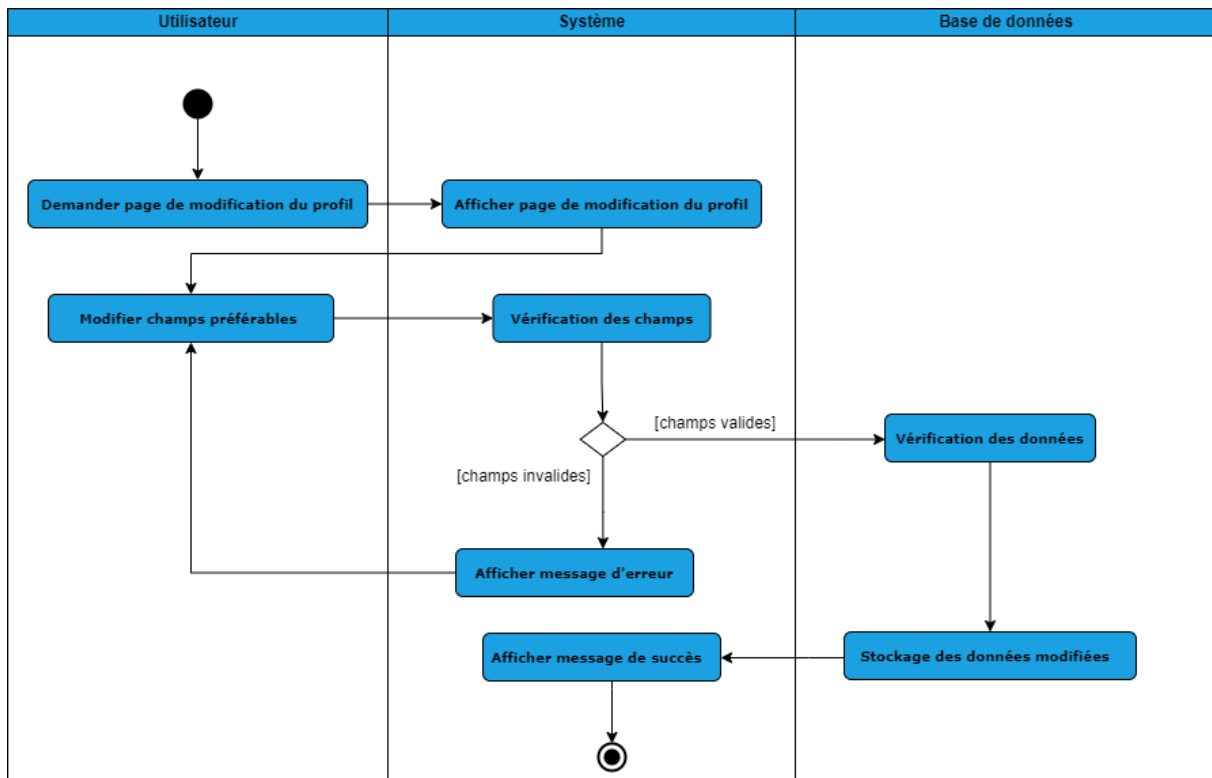 Utilisateur
Système
Base de données
Demander page de modification du profil
Afficher page de modification du profil
Modifier champs préférables
Vérification des champs
[champs valides]
Vérification des données
[champs invalides]
Afficher message d'erreur
Afficher message de succès
Stockage des données modifiées